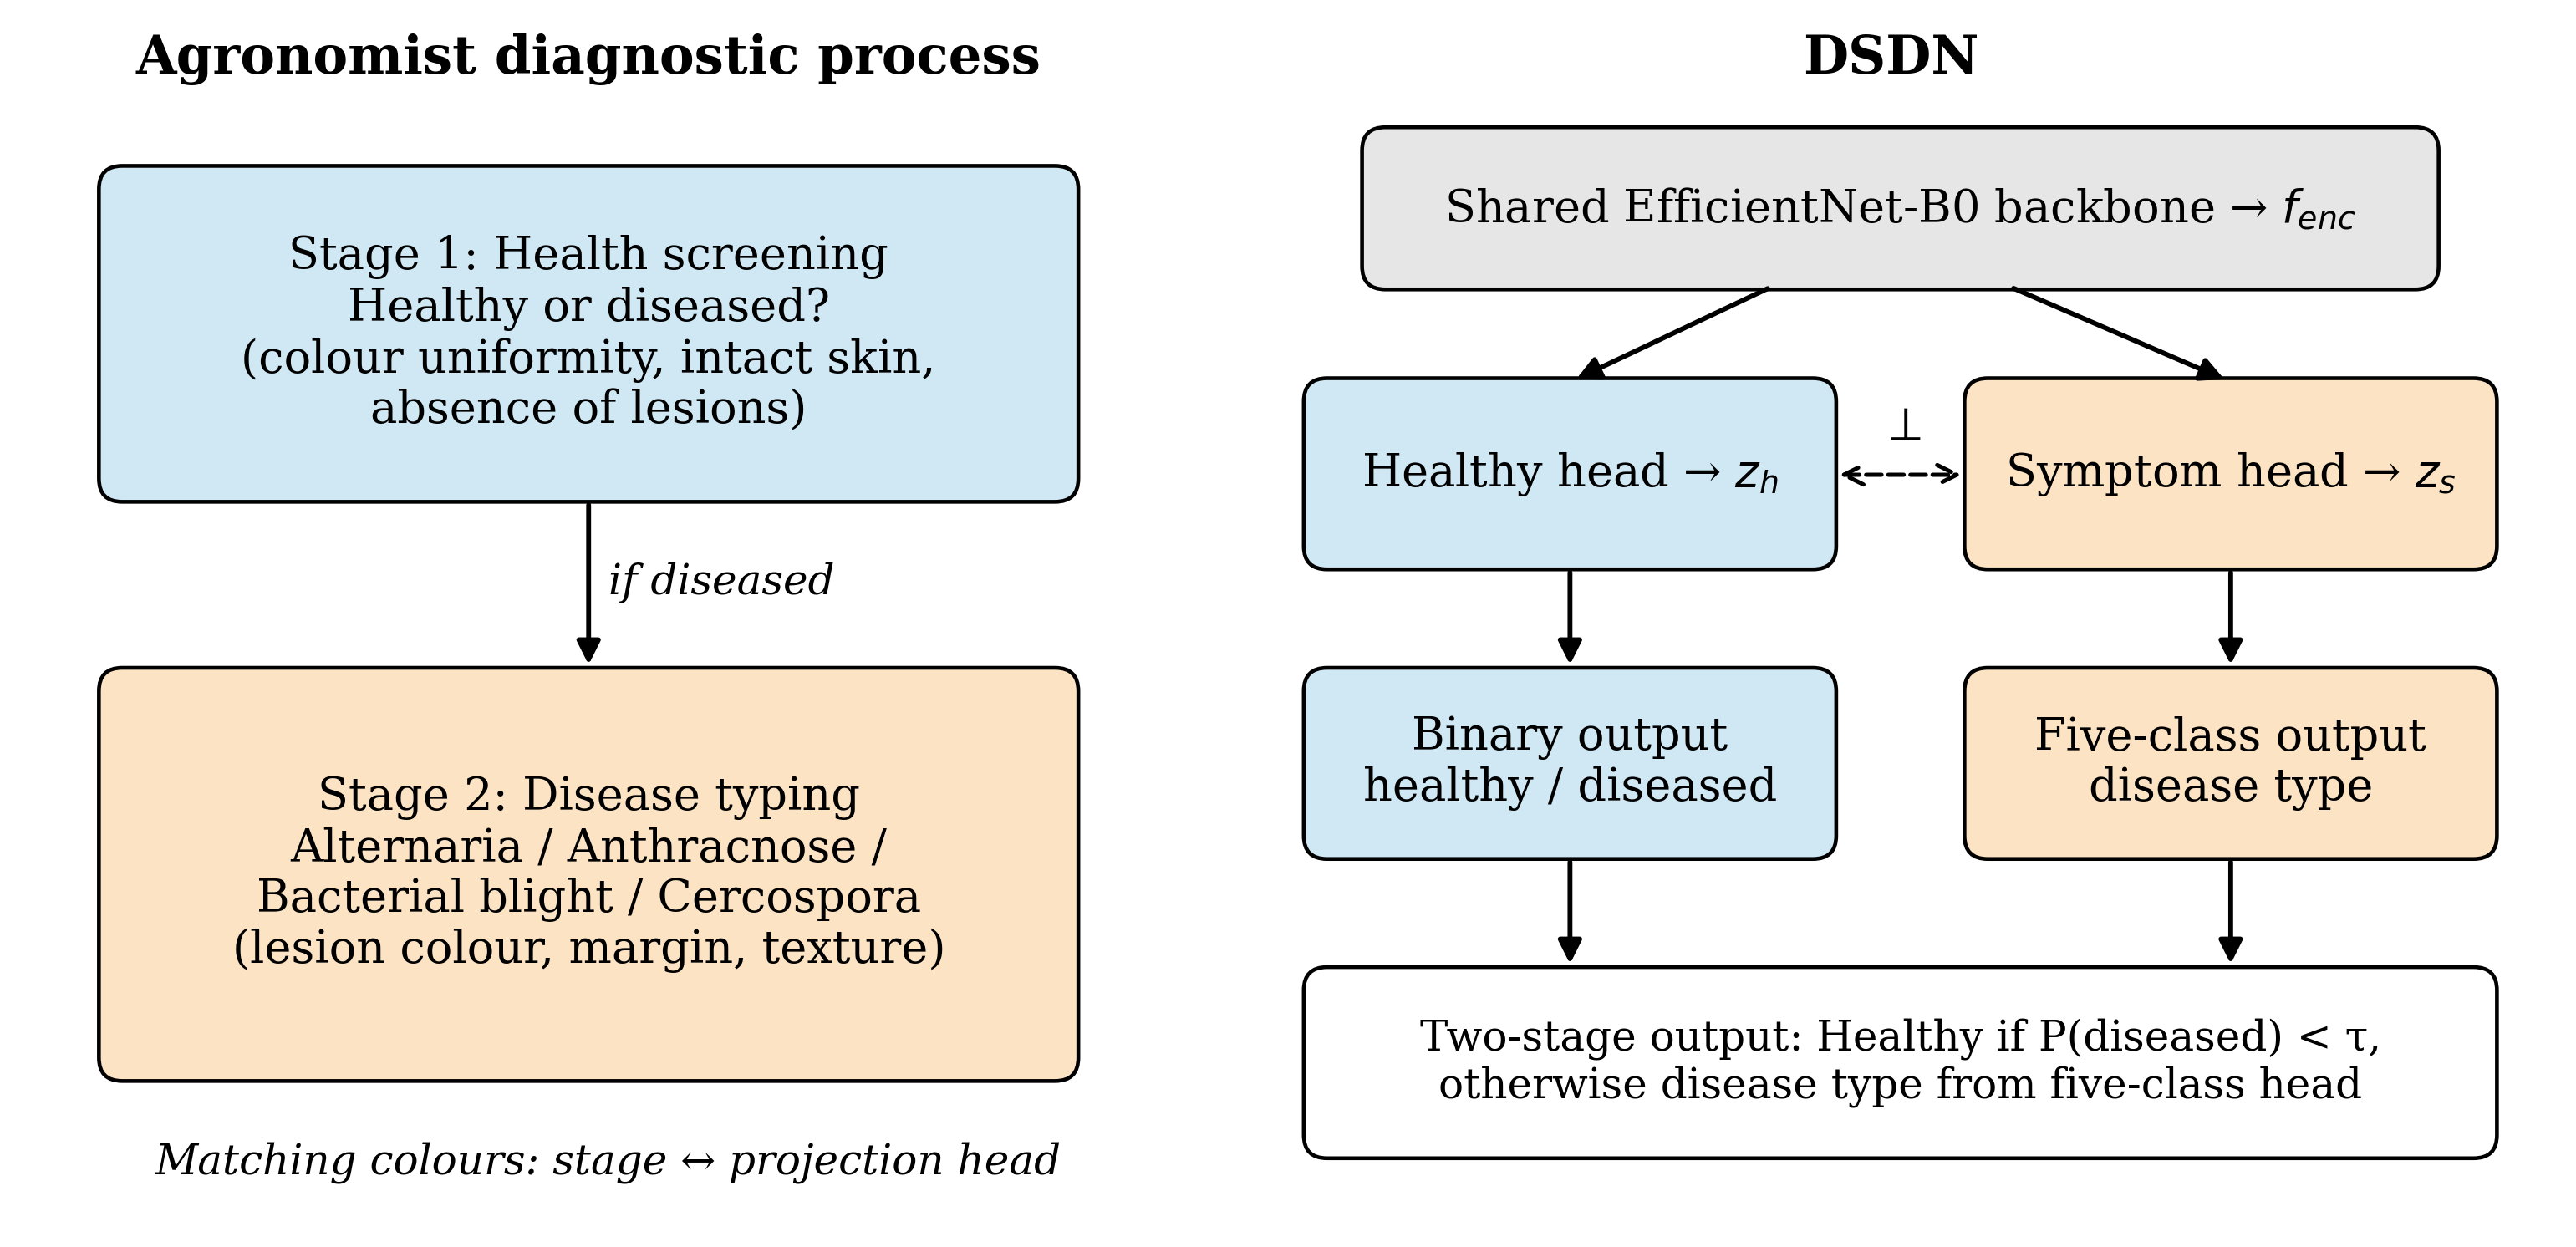 Agronomist diagnostic process
Stage 1: Health screening
Healthy or diseased?
(colour uniformity, intact skin,
absence of lesions)
if diseased
Stage 2: Disease typing
Alternaria / Anthracnose /
Bacterial blight / Cercospora
(lesion colour, margin, texture)
Matching colours: stage ↔ projection head
DSDN
Shared EfficientNet-B0 backbone → f_enc
Healthy head → z_h
⊥
Symptom head → z_s
Binary output
healthy / diseased
Five-class output
disease type
Two-stage output: Healthy if P(diseased) < τ,
otherwise disease type from five-class head